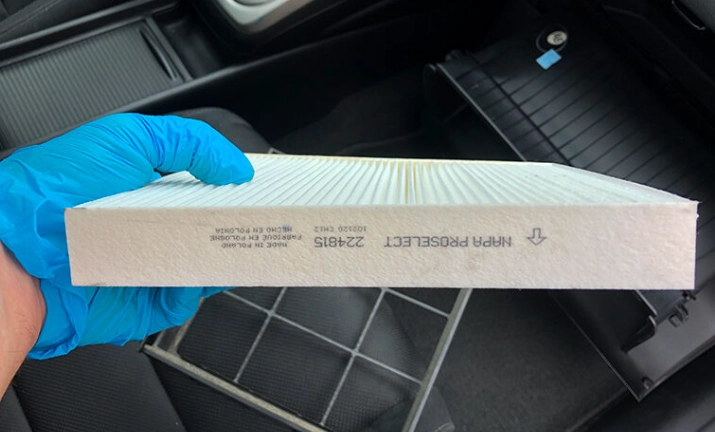 NAPA PROSELECT 224815
MADE IN POLAND
FABRIQUÉ EN POLOGNE
HECHO EN POLONIA